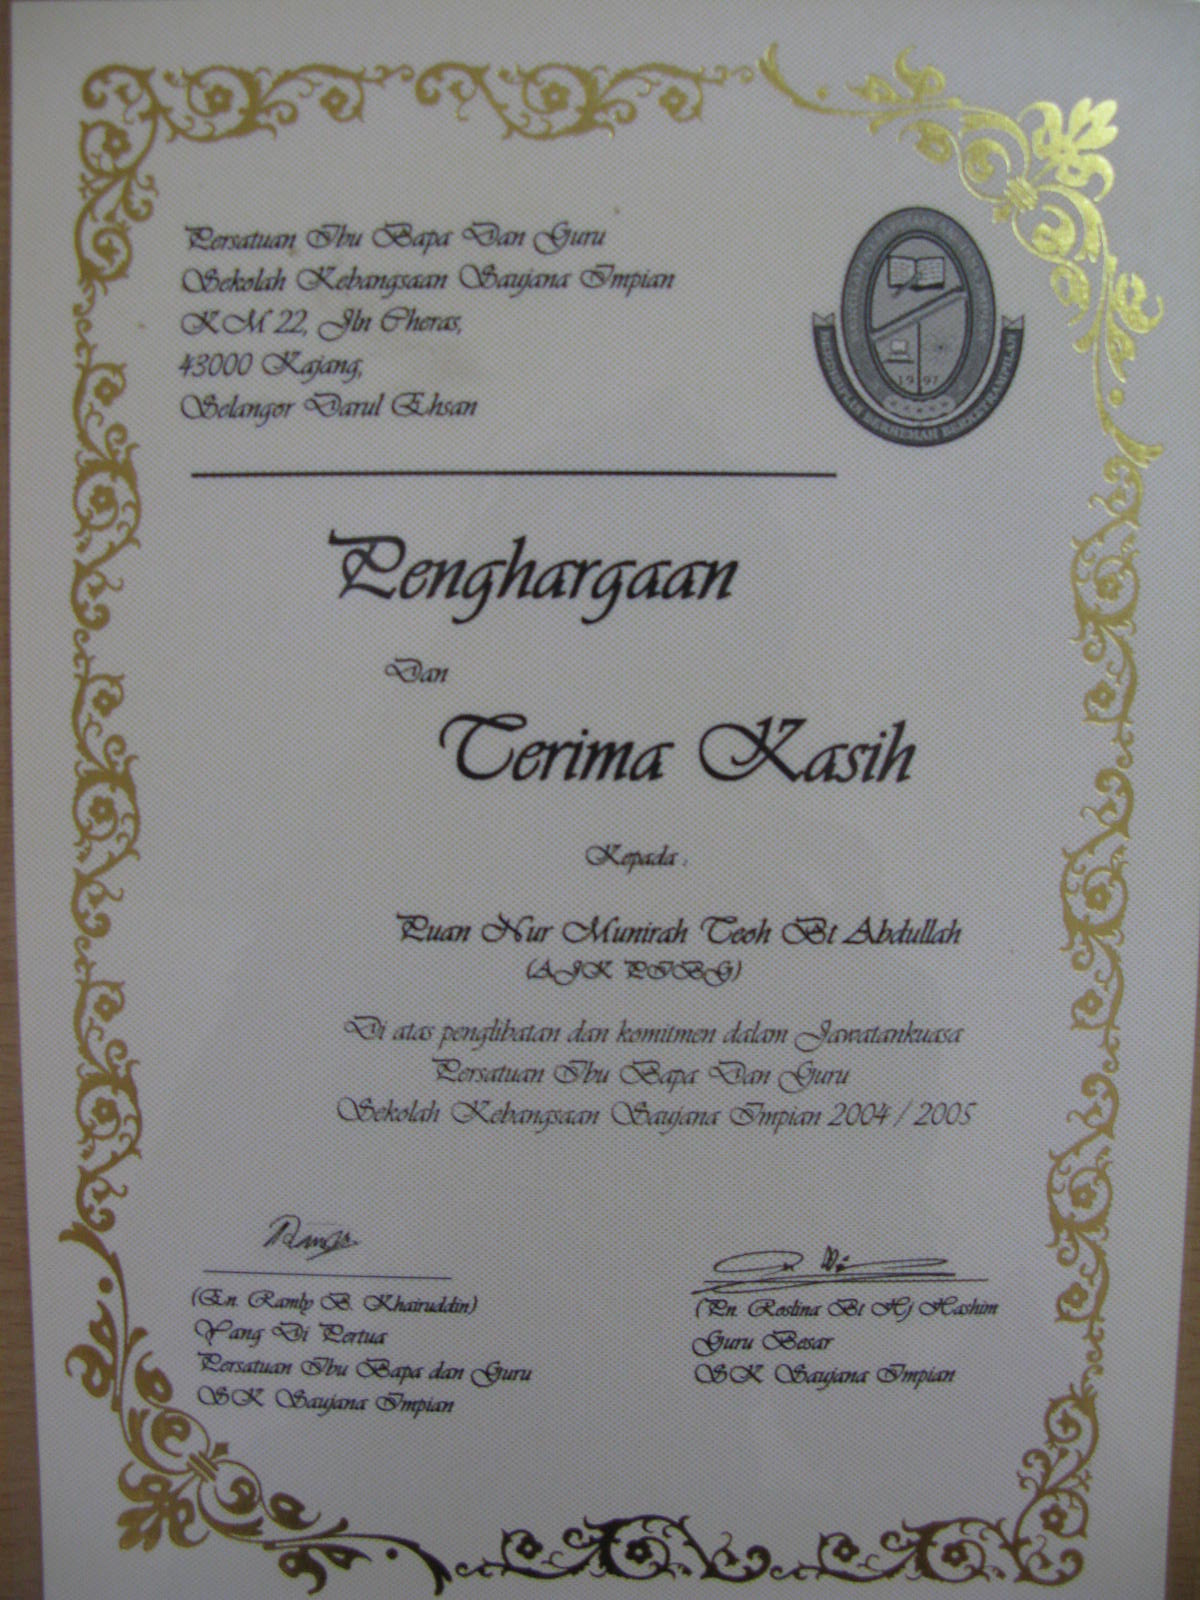 Persatuan Ibu Bapa Dan Guru
Sekolah Kebangsaan Saujana Impian
KM 22, Jln Cheras,
43000 Kajang,
Selangor Darul Ehsan
1997
BERHEMAH BERKETRAMPILAN
Penghargaan
Dan
Terima Kasih
Kepada :
Puan Nur Munirah Teoh Bt Abdullah
(AJK PIBG)
Di atas penglibatan dan komitmen dalam Jawatankuasa
Persatuan Ibu Bapa Dan Guru
Sekolah Kebangsaan Saujana Impian 2004 / 2005
(En. Ramly B. Khairuddin)
Yang Di Pertua
Persatuan Ibu Bapa dan Guru
SK Saujana Impian
(Pn. Roslina Bt Hj Hashim
Guru Besar
SK Saujana Impian